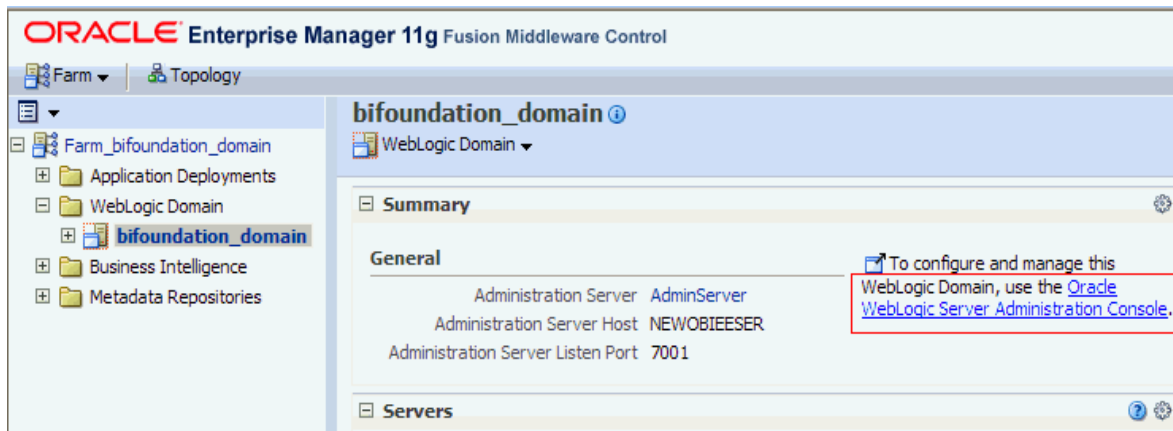 ORACLE Enterprise Manager 11g Fusion Middleware Control
Farm Topology
Farm_bifoundation_domain
Application Deployments
WebLogic Domain
bifoundation_domain
Business Intelligence
Metadata Repositories
bifoundation_domain
WebLogic Domain
Summary
General
Administration Server AdminServer
Administration Server Host NEWOBIEESER
Administration Server Listen Port 7001
To configure and manage this
WebLogic Domain, use the Oracle
WebLogic Server Administration Console.
Servers